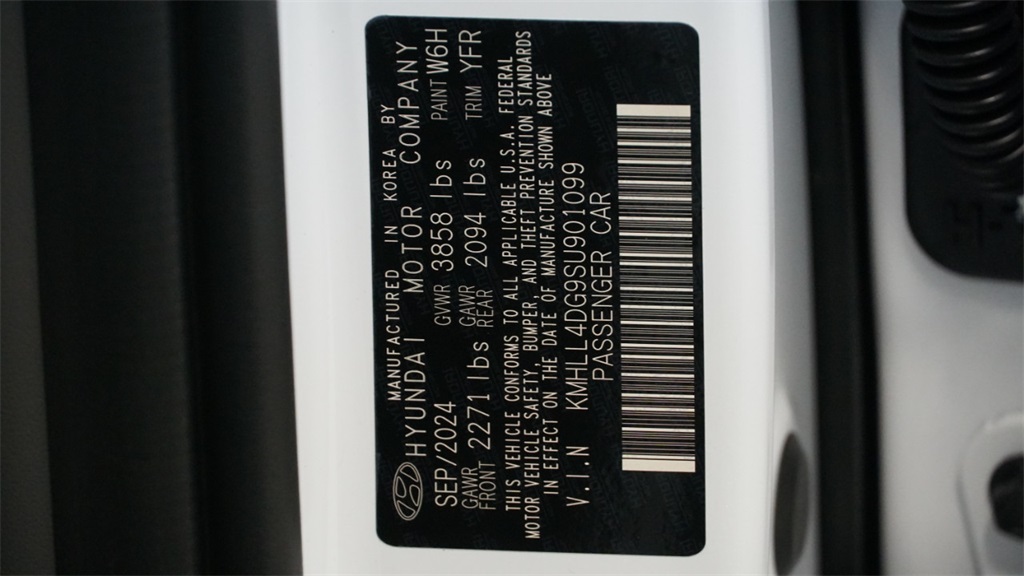 MANUFACTURED IN KOREA BY
HYUNDAI MOTOR COMPANY
SEP/2024 GVWR 3858 lbs PAINT W6H
GAWR FRONT 2271 lbs GAWR REAR 2094 lbs TRIM YFR
THIS VEHICLE CONFORMS TO ALL APPLICABLE U.S.A. FEDERAL
MOTOR VEHICLE SAFETY, BUMPER, AND THEFT PREVENTION STANDARDS
IN EFFECT ON THE DATE OF MANUFACTURE SHOWN ABOVE
V.I.N KMHLL4DG9SU901099
PASSENGER CAR